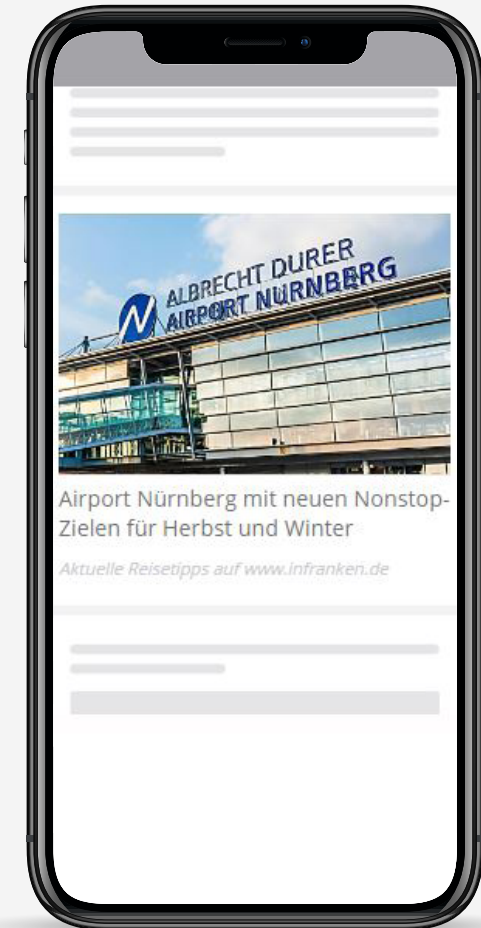 ALBRECHT DÜRER
AIRPORT NÜRNBERG
Airport Nürnberg mit neuen Nonstop-
Zielen für Herbst und Winter
Aktuelle Reisetipps auf www.infranken.de